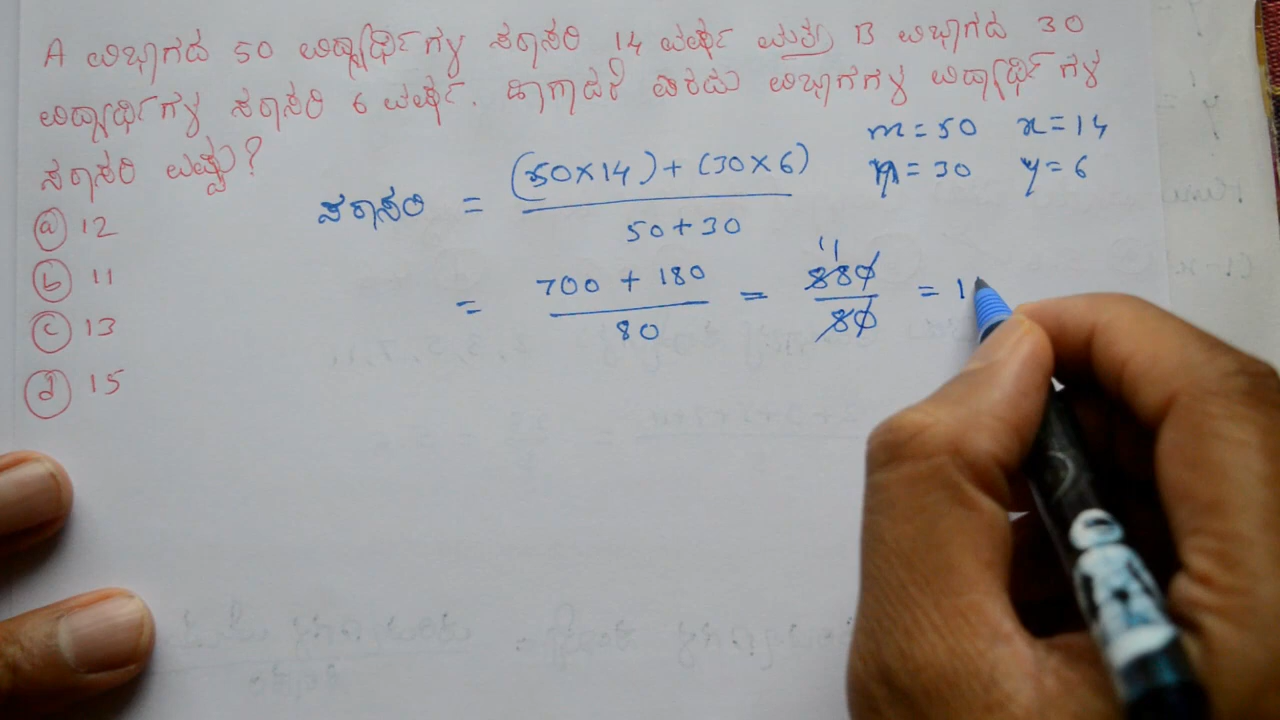 A ವಿಭಾಗದ 50 ವಿದ್ಯಾರ್ಥಿಗಳ ಸರಾಸರಿ 14 ವರ್ಷ ಮತ್ತು B ವಿಭಾಗದ 30
ವಿದ್ಯಾರ್ಥಿಗಳ ಸರಾಸರಿ 6 ವರ್ಷ. ಹಾಗಾದರೆ ಎರಡು ವಿಭಾಗಗಳ ವಿದ್ಯಾರ್ಥಿಗಳ
ಸರಾಸರಿ ಎಷ್ಟು?
m = 50 x = 14
n = 30 y = 6
ಸರಾಸರಿ = (50×14) + (30×6)
50 + 30
= 700 + 180 = 880 = 1
80 80
11
ⓐ 12
ⓑ 11
ⓒ 13
ⓓ 15